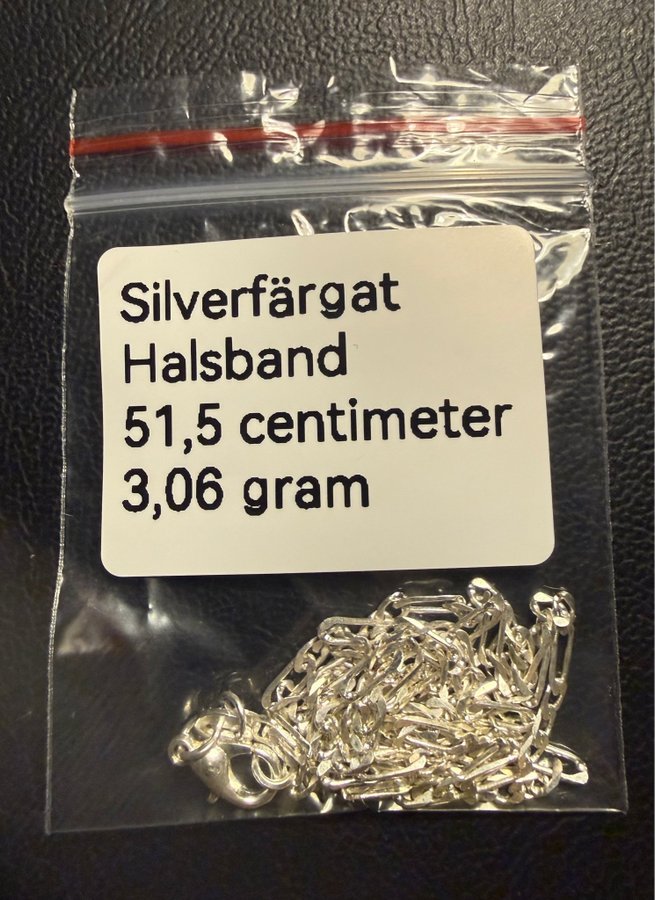 Silverfärgat
Halsband
51,5 centimeter
3,06 gram